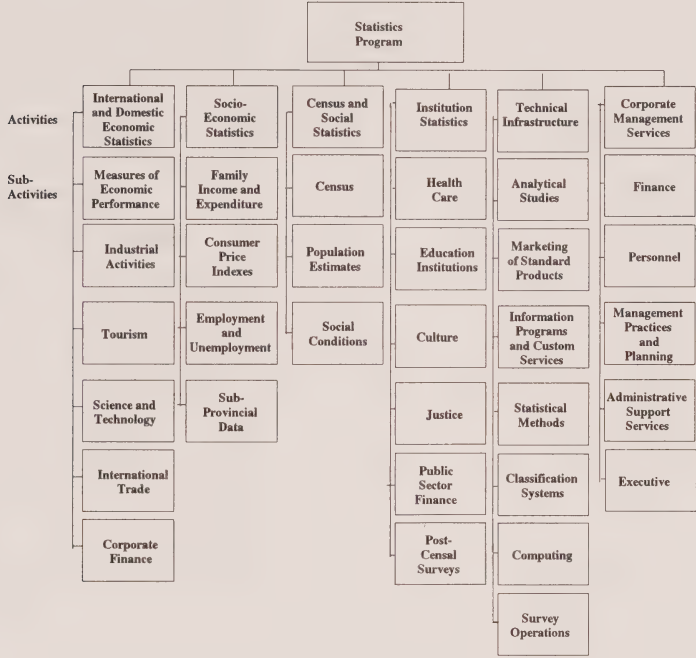 Statistics
Program
Activities
International
and Domestic
Economic
Statistics
Socio-
Economic
Statistics
Census and
Social
Statistics
Institution
Statistics
Technical
Infrastructure
Corporate
Management
Services
Sub-
Activities
Measures of
Economic
Performance
Family
Income and
Expenditure
Census
Health
Care
Analytical
Studies
Finance
Industrial
Activities
Consumer
Price
Indexes
Population
Estimates
Education
Institutions
Marketing
of Standard
Products
Personnel
Tourism
Employment
and
Unemployment
Social
Conditions
Culture
Information
Programs
and Custom
Services
Management
Practices
and
Planning
Science and
Technology
Sub-
Provincial
Data
Justice
Statistical
Methods
Administrative
Support
Services
International
Trade
Public
Sector
Finance
Classification
Systems
Executive
Corporate
Finance
Post-
Censal
Surveys
Computing
Survey
Operations